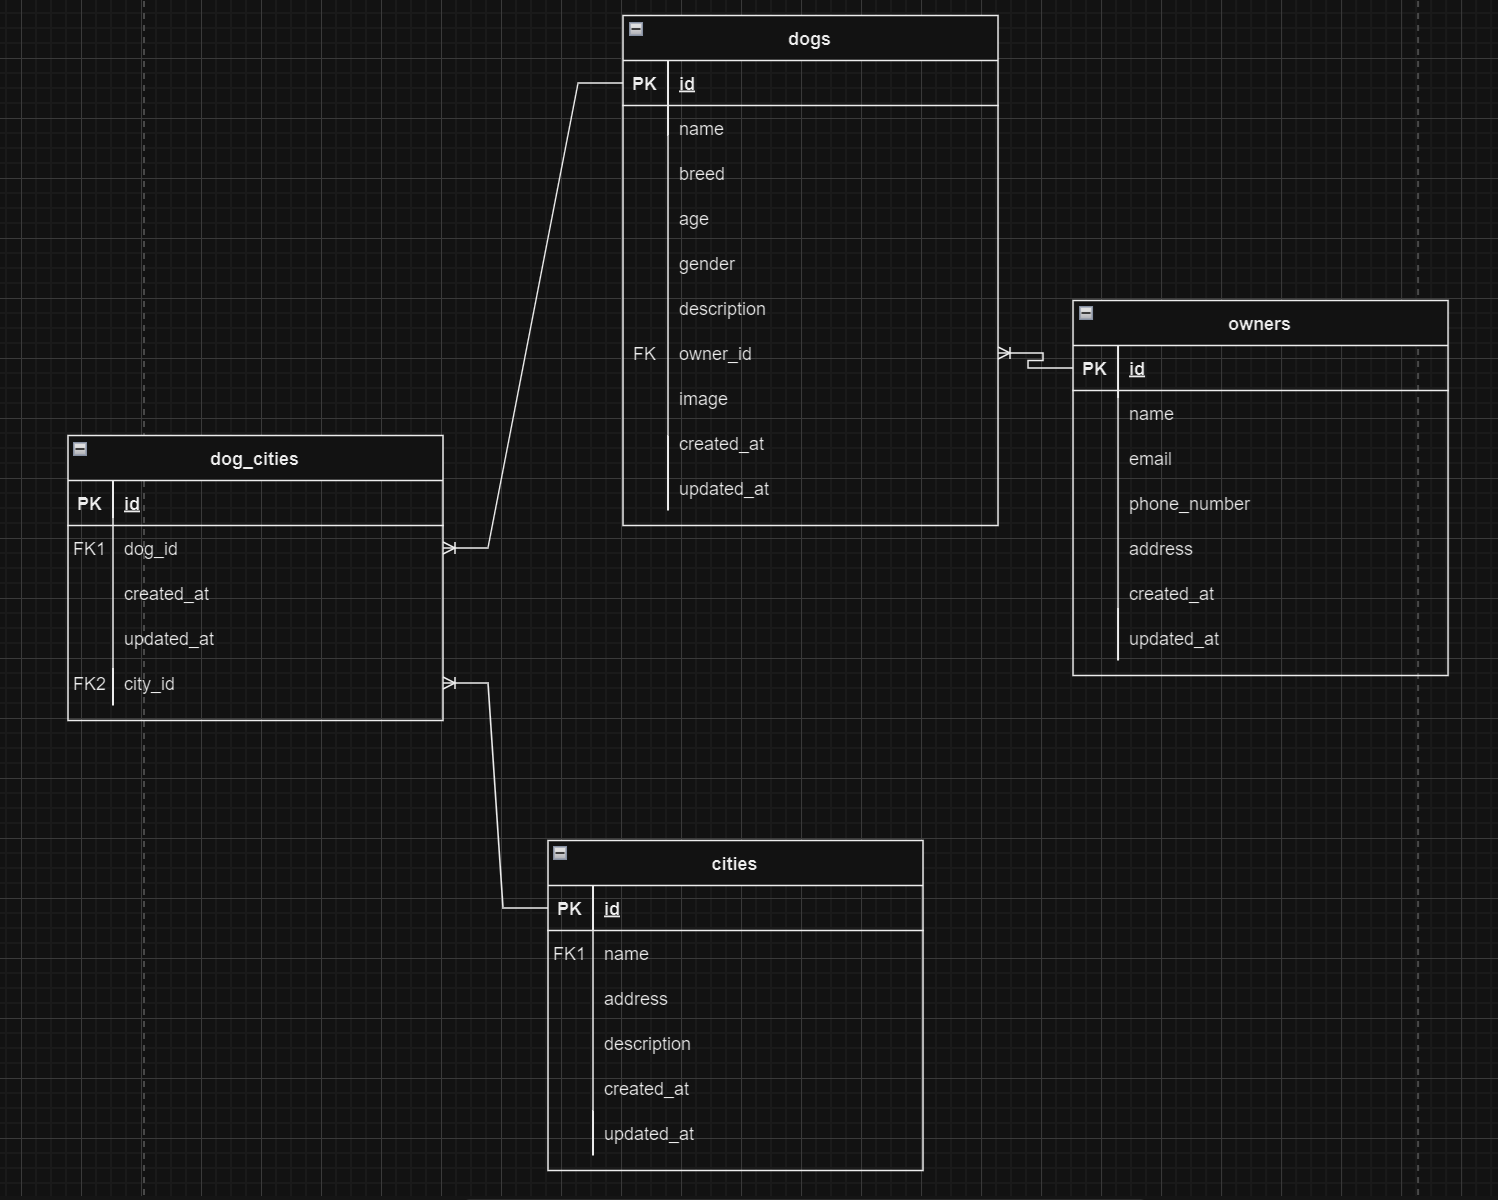 dogs
PK id
name
breed
age
gender
description
FK owner_id
image
created_at
updated_at
owners
PK id
name
email
phone_number
address
created_at
updated_at
dog_cities
PK id
FK1 dog_id
created_at
updated_at
FK2 city_id
cities
PK id
FK1 name
address
description
created_at
updated_at